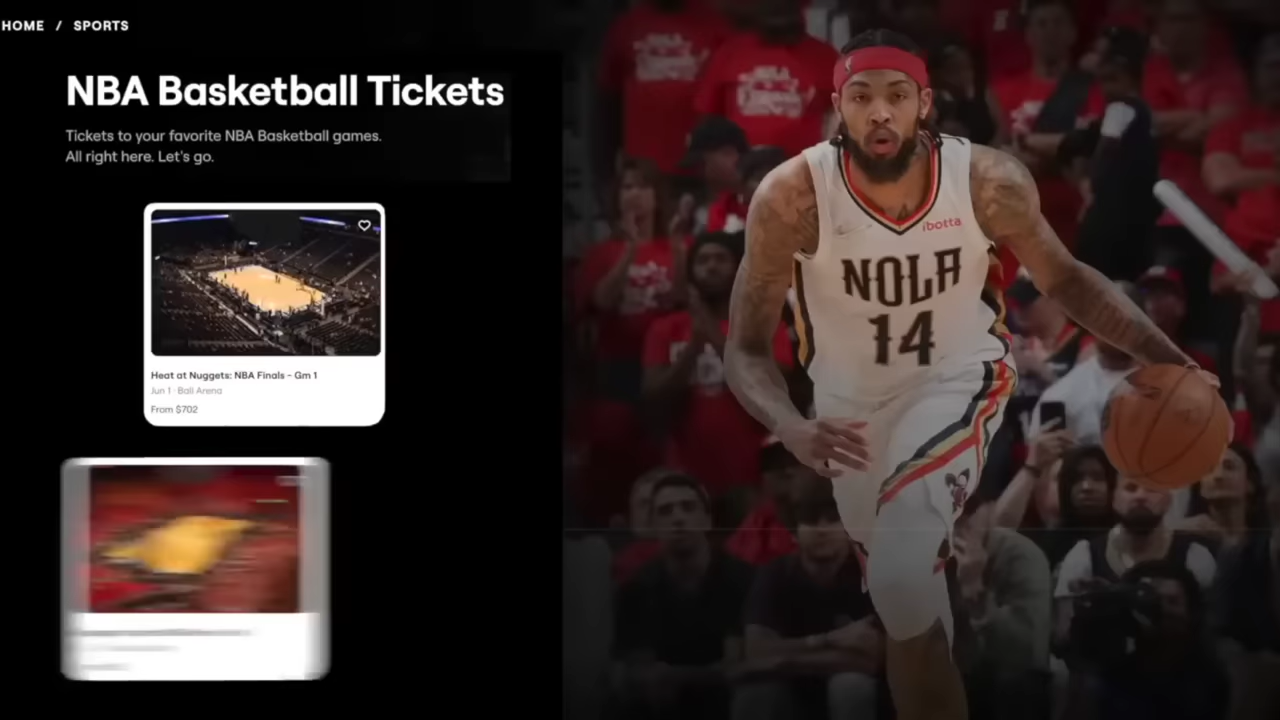 HOME / SPORTS
NBA Basketball Tickets
Tickets to your favorite NBA Basketball games.
All right here. Let's go.
Heat at Nuggets: NBA Finals - Gm 1
Jun 1 · Ball Arena
From $702
ibotta
NOLA
14